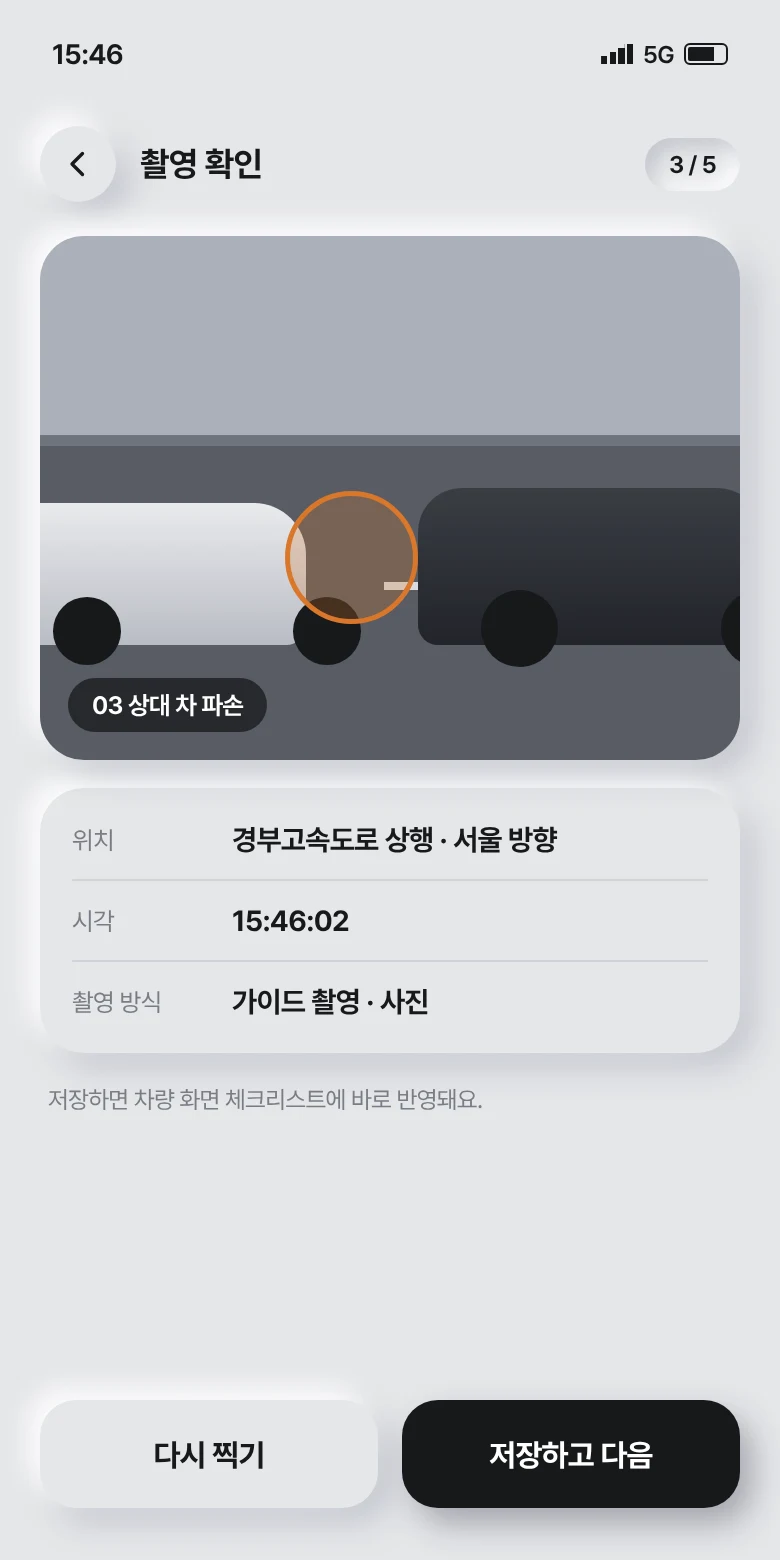 15:46
5G
촬영 확인
3 / 5
03 상대 차 파손
위치 경부고속도로 상행 · 서울 방향
시각 15:46:02
촬영 방식 가이드 촬영 · 사진
저장하면 차량 화면 체크리스트에 바로 반영돼요.
다시 찍기
저장하고 다음